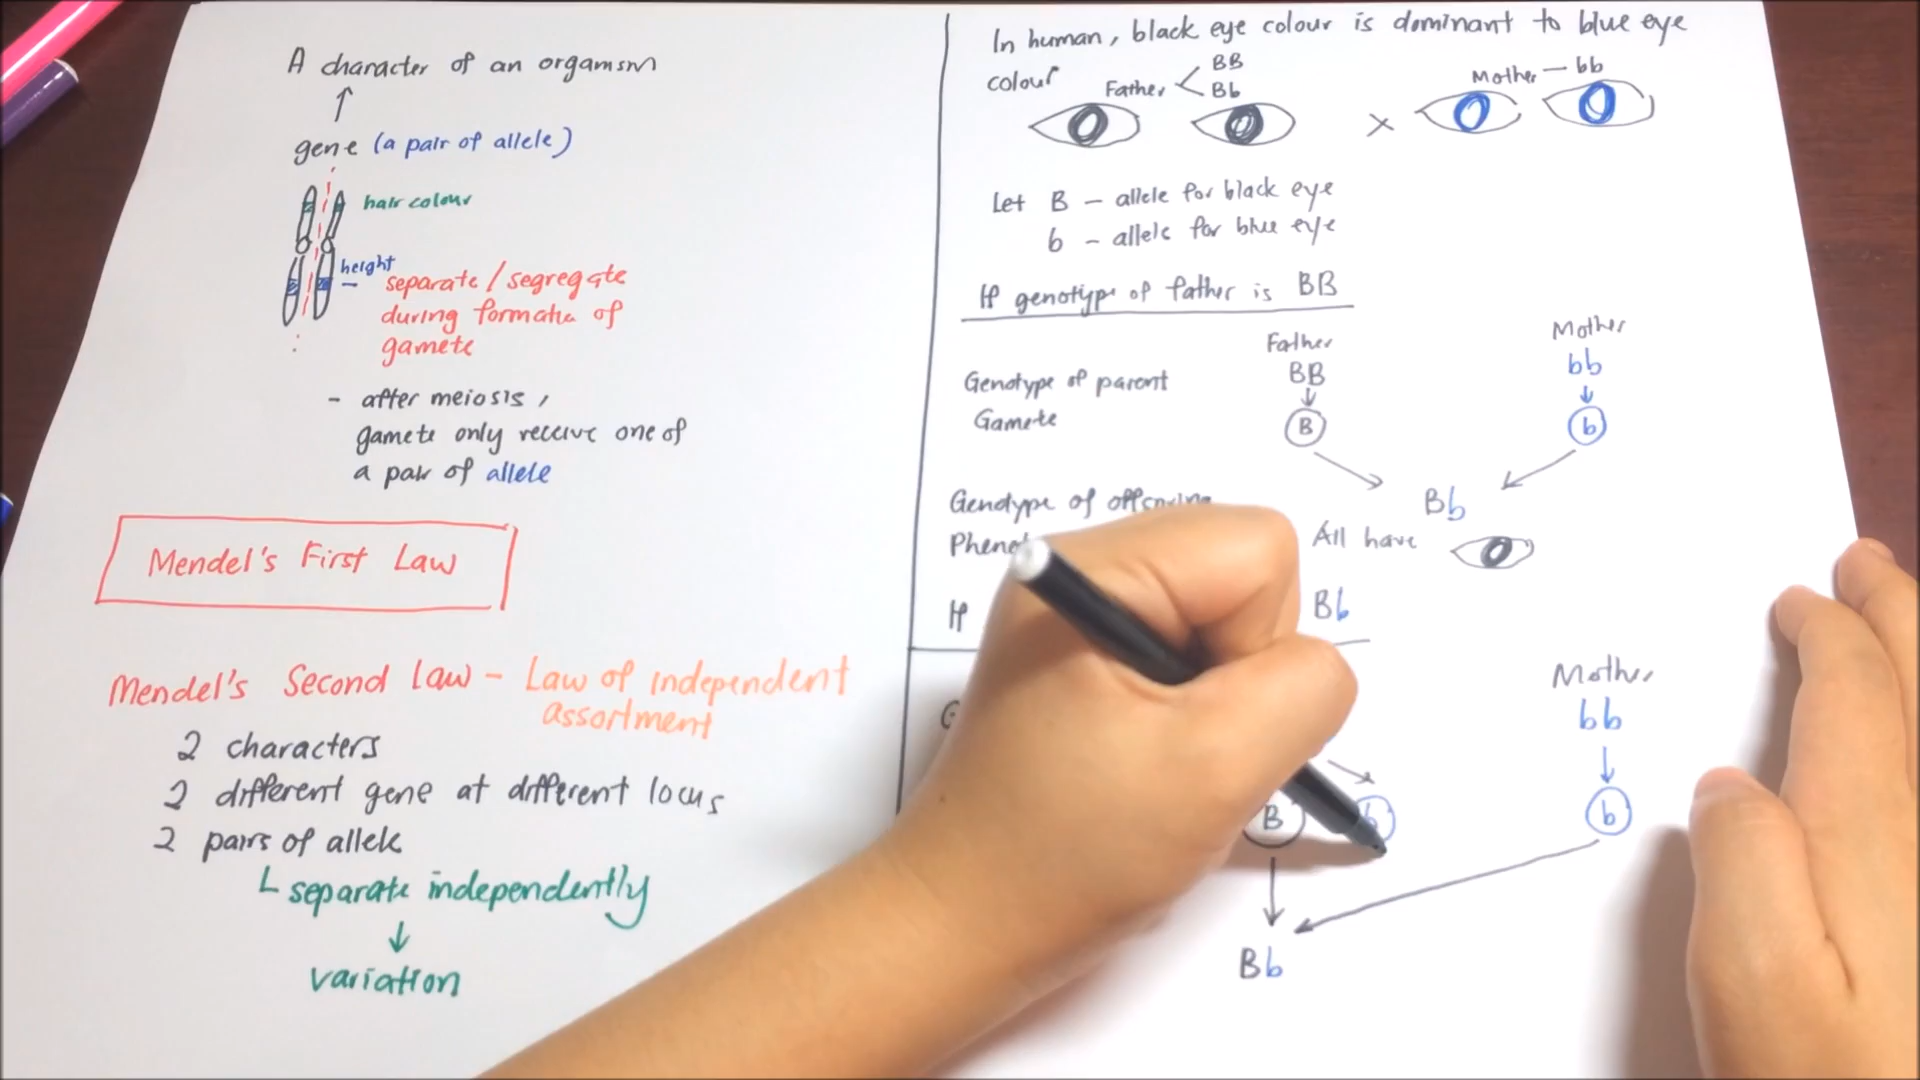 A character of an organism
gene (a pair of allele)
hair colour
height
separate / segregate
during formation of
gamete
- after meiosis,
gamete only receive one of
a pair of allele
Mendel's First Law
Mendel's Second Law - Law of independent
assortment
2 characters
2 different gene at different locus
2 pairs of allele
separate independently
variation
In human, black eye colour is dominant to blue eye
colour
Father BB
Bb
x
Mother - bb
Let B - allele for black eye
b - allele for blue eye
If genotype of father is BB
Father Mother
Genotype of parent BB bb
Gamete B b
Genotype of offspring Bb
All have
If Bb
Mother
bb
B b b
Bb